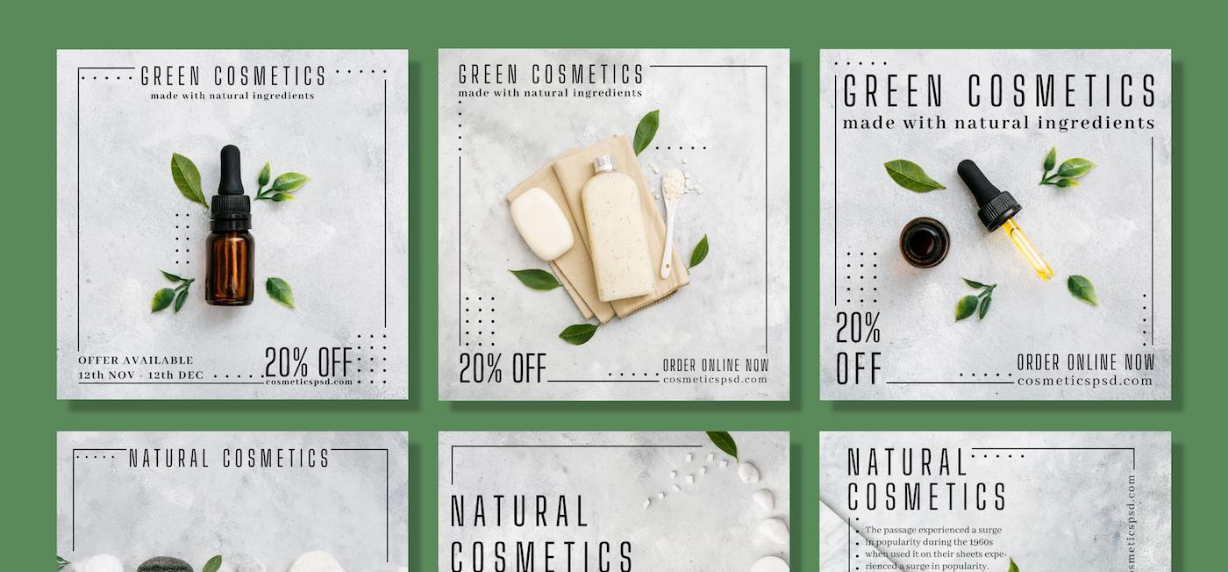 GREEN COSMETICS
made with natural ingredients
OFFER AVAILABLE
12th NOV - 12th DEC
20% OFF
cosmeticspsd.com
GREEN COSMETICS
made with natural ingredients
20% OFF
ORDER ONLINE NOW
cosmeticspsd.com
GREEN COSMETICS
made with natural ingredients
20%
OFF
ORDER ONLINE NOW
cosmeticspsd.com
NATURAL COSMETICS
NATURAL
COSMETICS
NATURAL
COSMETICS
The passage experienced a surge
in popularity during the 1960s
when used it on their sheets expe-
rienced a surge in popularity.